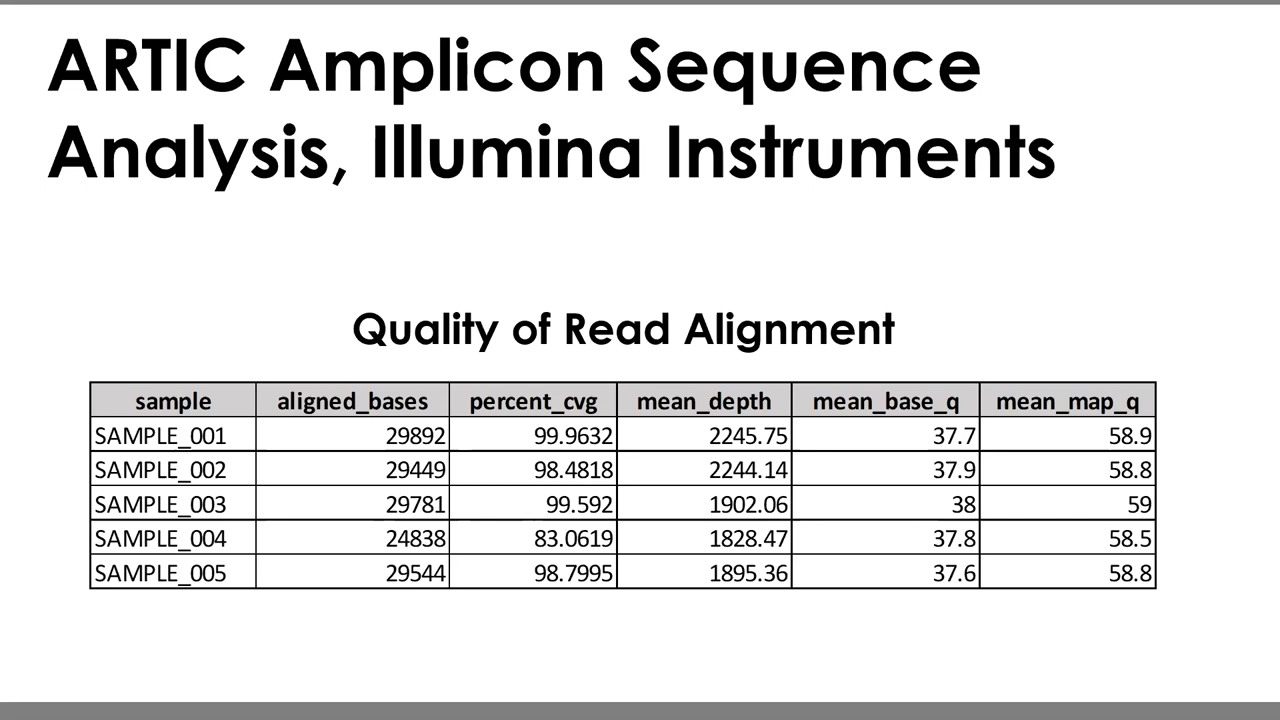 ARTIC Amplicon Sequence
Analysis, Illumina Instruments
Quality of Read Alignment
sample aligned_bases percent_cvg mean_depth mean_base_q mean_map_q
SAMPLE_001 29892 99.9632 2245.75 37.7 58.9
SAMPLE_002 29449 98.4818 2244.14 37.9 58.8
SAMPLE_003 29781 99.592 1902.06 38 59
SAMPLE_004 24838 83.0619 1828.47 37.8 58.5
SAMPLE_005 29544 98.7995 1895.36 37.6 58.8